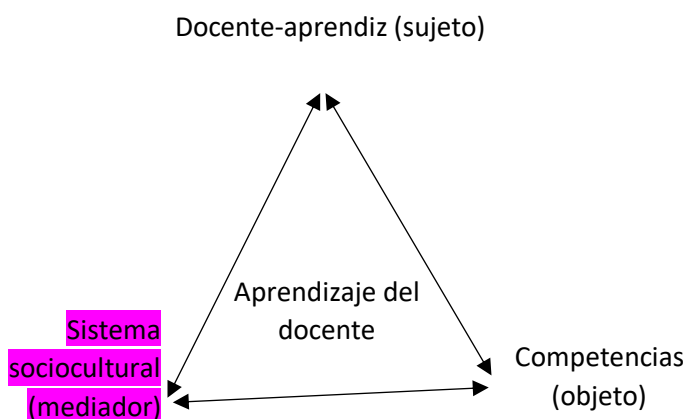 Docente-aprendiz (sujeto)
Aprendizaje del
docente
Sistema
sociocultural
(mediador)
Competencias
(objeto)